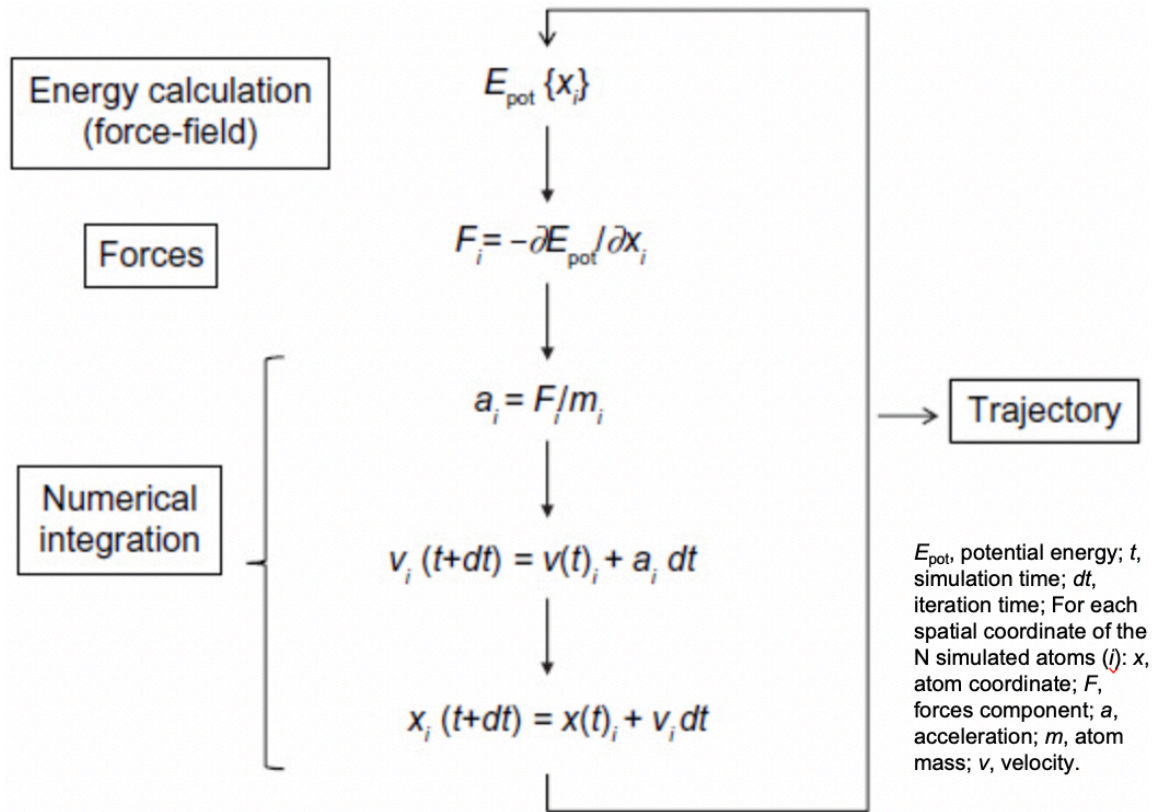 Energy calculation
(force-field)
E_pot {x_i}
Forces
F_i = −∂E_pot/∂x_i
a_i = F_i/m_i
Numerical
integration
v_i (t+dt) = v(t)_i + a_i dt
x_i (t+dt) = x(t)_i + v_i dt
Trajectory
E_pot, potential energy; t,
simulation time; dt,
iteration time; For each
spatial coordinate of the
N simulated atoms (i): x,
atom coordinate; F,
forces component; a,
acceleration; m, atom
mass; v, velocity.